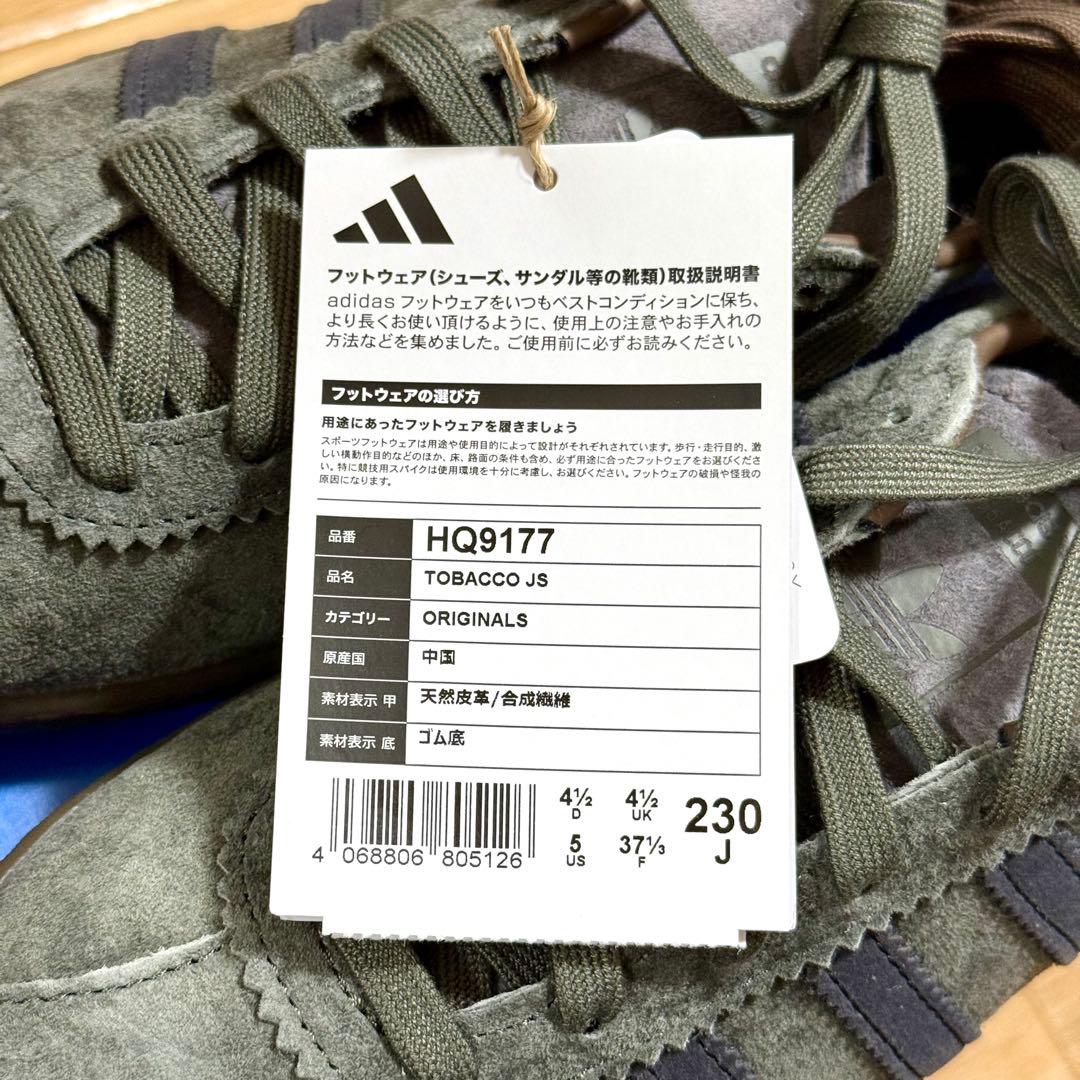 フットウェア(シューズ、サンダル等の靴類)取扱説明書
adidas フットウェアをいつもベストコンディションに保ち、
より長くお使い頂けるように、使用上の注意やお手入れの
方法などを集めました。ご使用前に必ずお読みください。
フットウェアの選び方
用途にあったフットウェアを履きましょう
スポーツフットウェアは用途や使用目的によって設計がそれぞれされています。歩行・走行目的、激
しい横動作目的などのほか、床、路面の条件も含め、必ず用途に合ったフットウェアをお選びくださ
い。特に競技用スパイクは使用環境を十分に考慮し、お選びください。フットウェアの破損や怪我の
原因になります。
品番 HQ9177
品名 TOBACCO JS
カテゴリー ORIGINALS
原産国 中国
素材表示 甲 天然皮革/合成繊維
素材表示 底 ゴム底
4½ D 4½ UK 230 J
5 US 37⅓ F
4 068806 805126